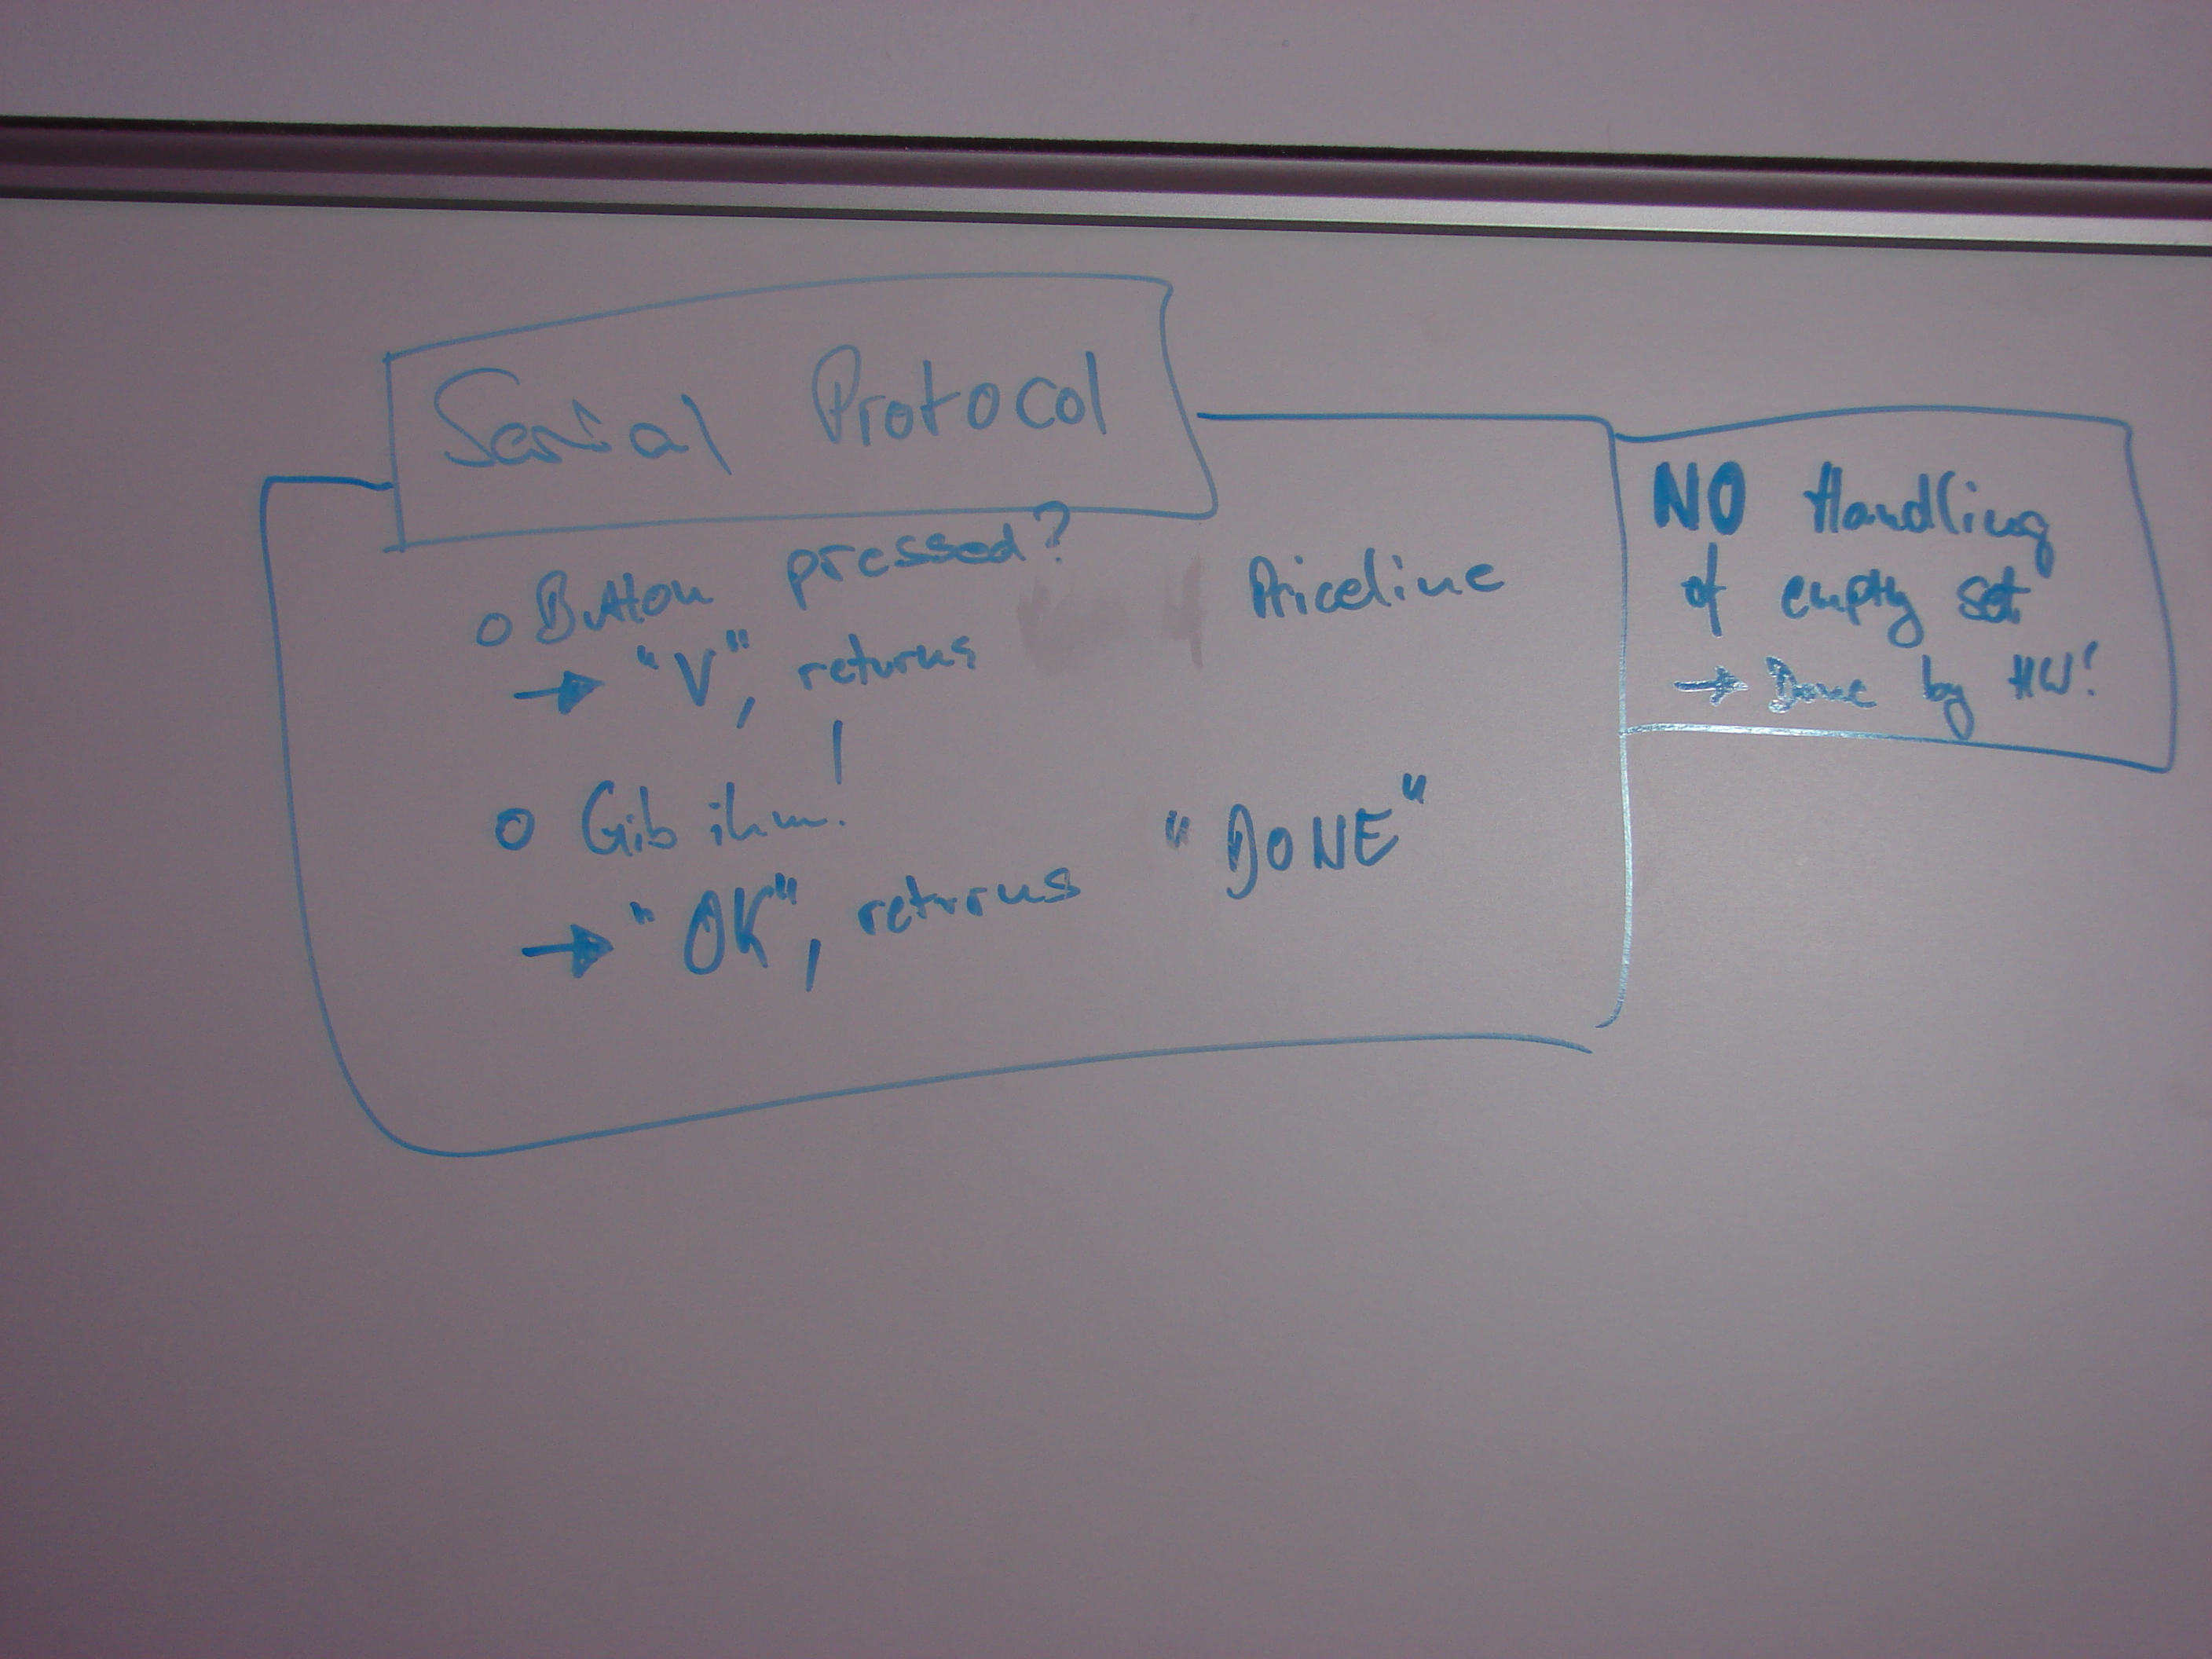 Serial Protocol
o Button pressed?
→ "V", returns Priceline
o Gib ihm!
→ "OK", returns "DONE"
NO Handling
of empty set
→ Done by HW!